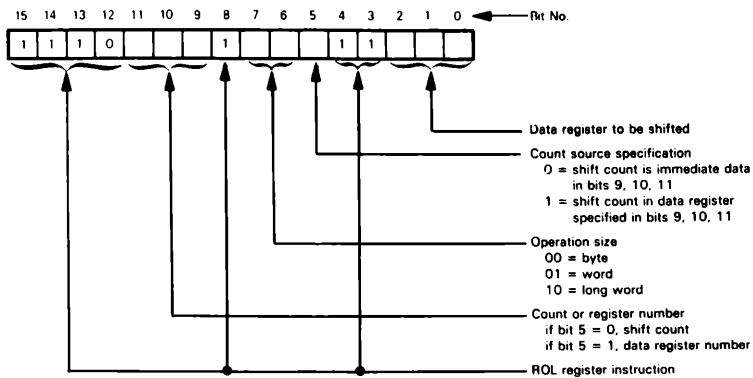 15 14 13 12 11 10 9 8 7 6 5 4 3 2 1 0 Bit No.
1 1 1 0 1 1 1
Data register to be shifted
Count source specification
0 = shift count is immediate data
in bits 9, 10, 11
1 = shift count in data register
specified in bits 9, 10, 11
Operation size
00 = byte
01 = word
10 = long word
Count or register number
if bit 5 = 0, shift count
if bit 5 = 1, data register number
ROL register instruction